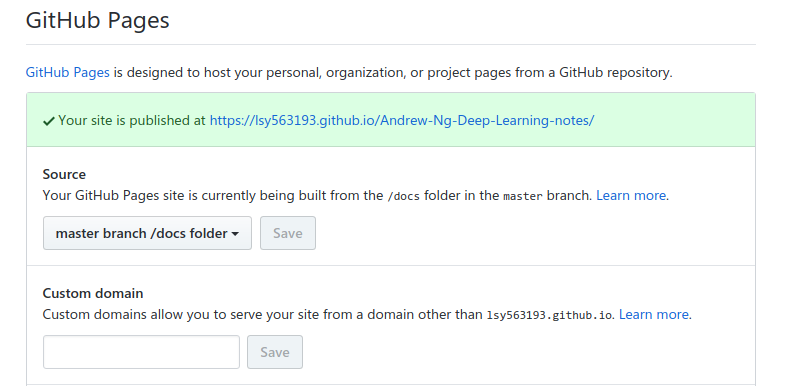 GitHub Pages
GitHub Pages is designed to host your personal, organization, or project pages from a GitHub repository.
Your site is published at https://lsy563193.github.io/Andrew-Ng-Deep-Learning-notes/
Source
Your GitHub Pages site is currently being built from the /docs folder in the master branch. Learn more.
master branch /docs folder
Save
Custom domain
Custom domains allow you to serve your site from a domain other than lsy563193.github.io. Learn more.
Save